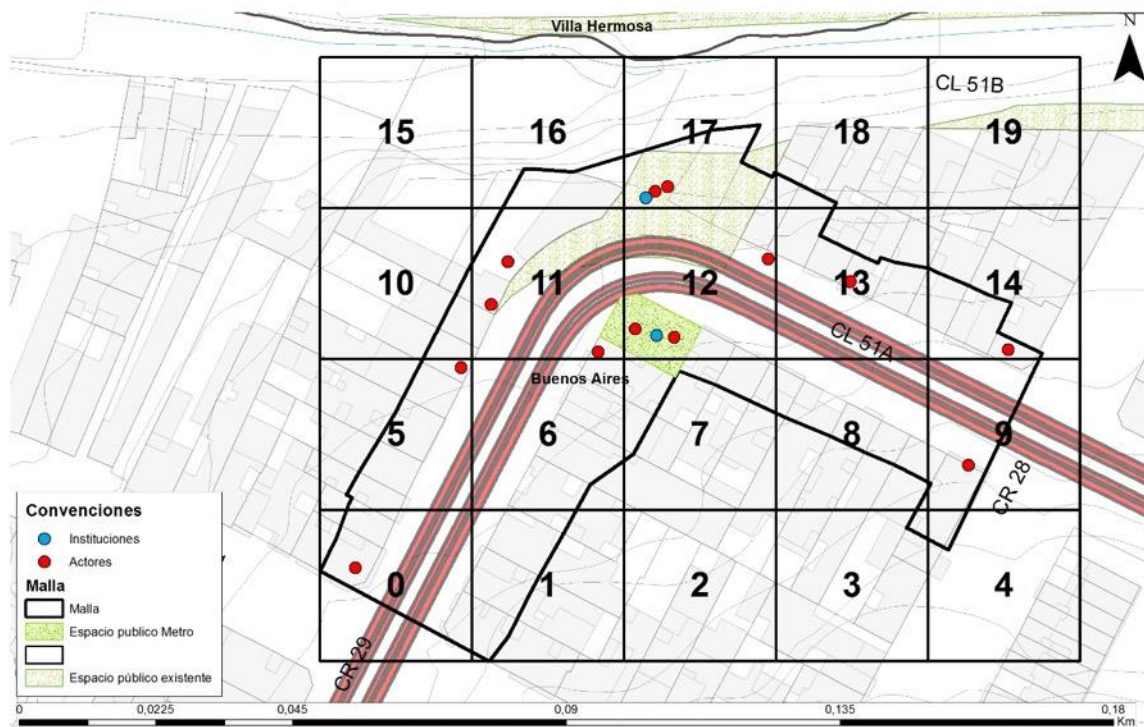 Villa Hermosa
N
CL 51B
15 16 17 18 19
10 11 12 13 14
CL 51A
Buenos Aires
5 6 7 8 9
CR 28
0 1 2 3 4
CR 29
Convenciones
Instituciones
Actores
Malla
Malla
Espacio publico Metro
Espacio público existente
0 0,0225 0,045 0,09 0,135 0,18
Km